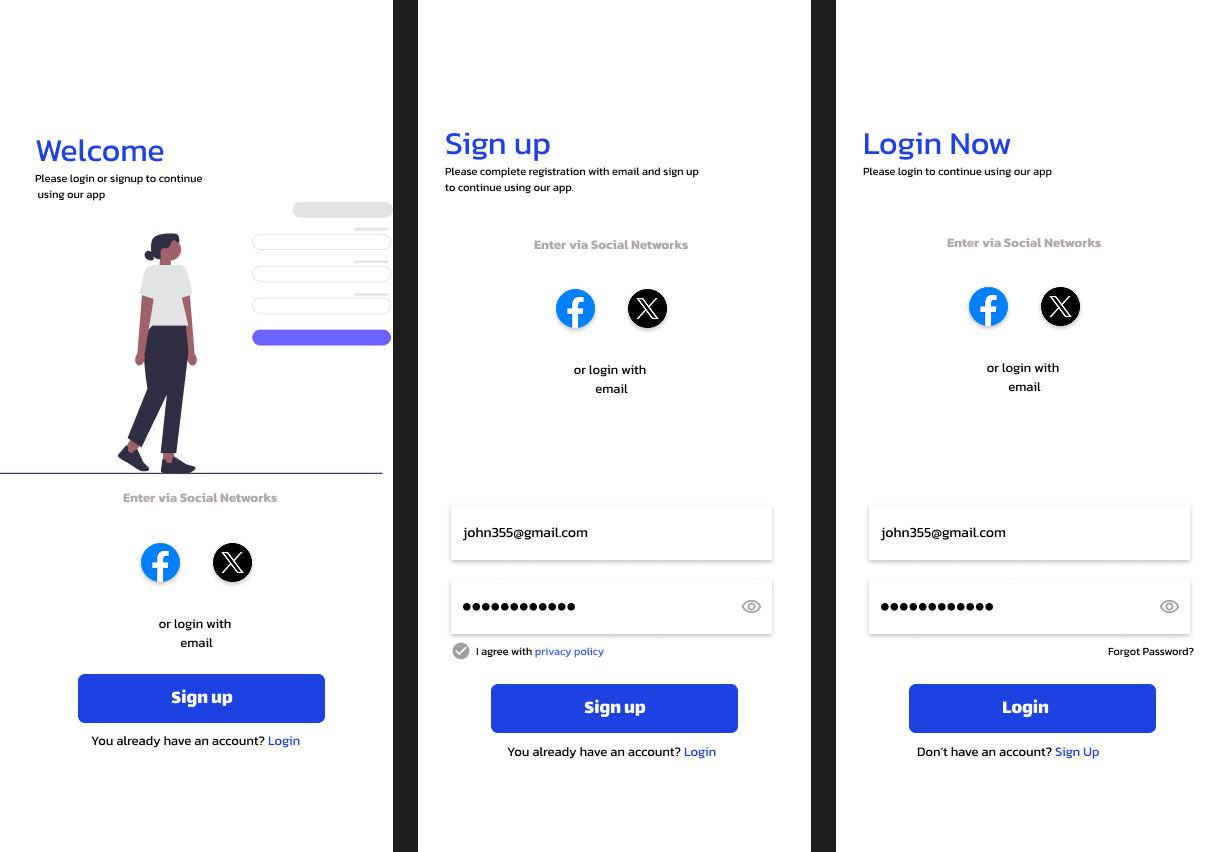 Welcome
Please login or signup to continue
using our app
Enter via Social Networks
or login with
email
Sign up
You already have an account? Login
Sign up
Please complete registration with email and sign up
to continue using our app.
Enter via Social Networks
or login with
email
john355@gmail.com
●●●●●●●●●●●●
I agree with privacy policy
Sign up
You already have an account? Login
Login Now
Please login to continue using our app
Enter via Social Networks
or login with
email
john355@gmail.com
●●●●●●●●●●●●
Forgot Password?
Login
Don't have an account? Sign Up